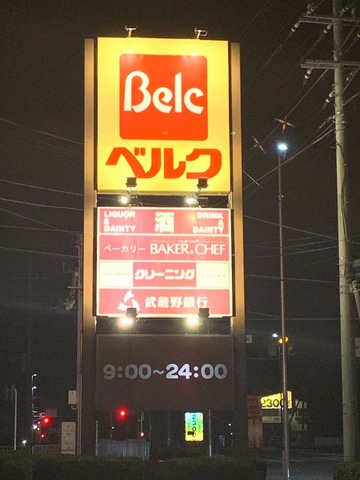 Belc
ベルク
LIQUOR
&
DAINTY
酒
DRINK
&
DAINTY
ベーカリー BAKER & CHEF
クリーニング
武蔵野銀行
9:00~24:00
2300